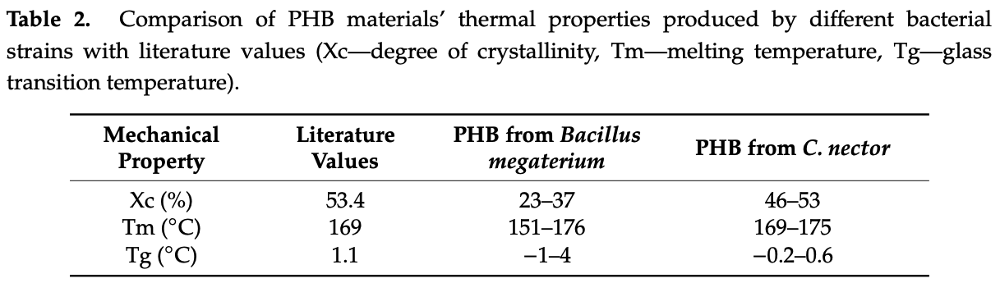 Table 2. Comparison of PHB materials’ thermal properties produced by different bacterial
strains with literature values (Xc—degree of crystallinity, Tm—melting temperature, Tg—glass
transition temperature).
Mechanical Property Literature Values PHB from Bacillus megaterium PHB from C. nector
Xc (%) 53.4 23–37 46–53
Tm (°C) 169 151–176 169–175
Tg (°C) 1.1 −1–4 −0.2–0.6